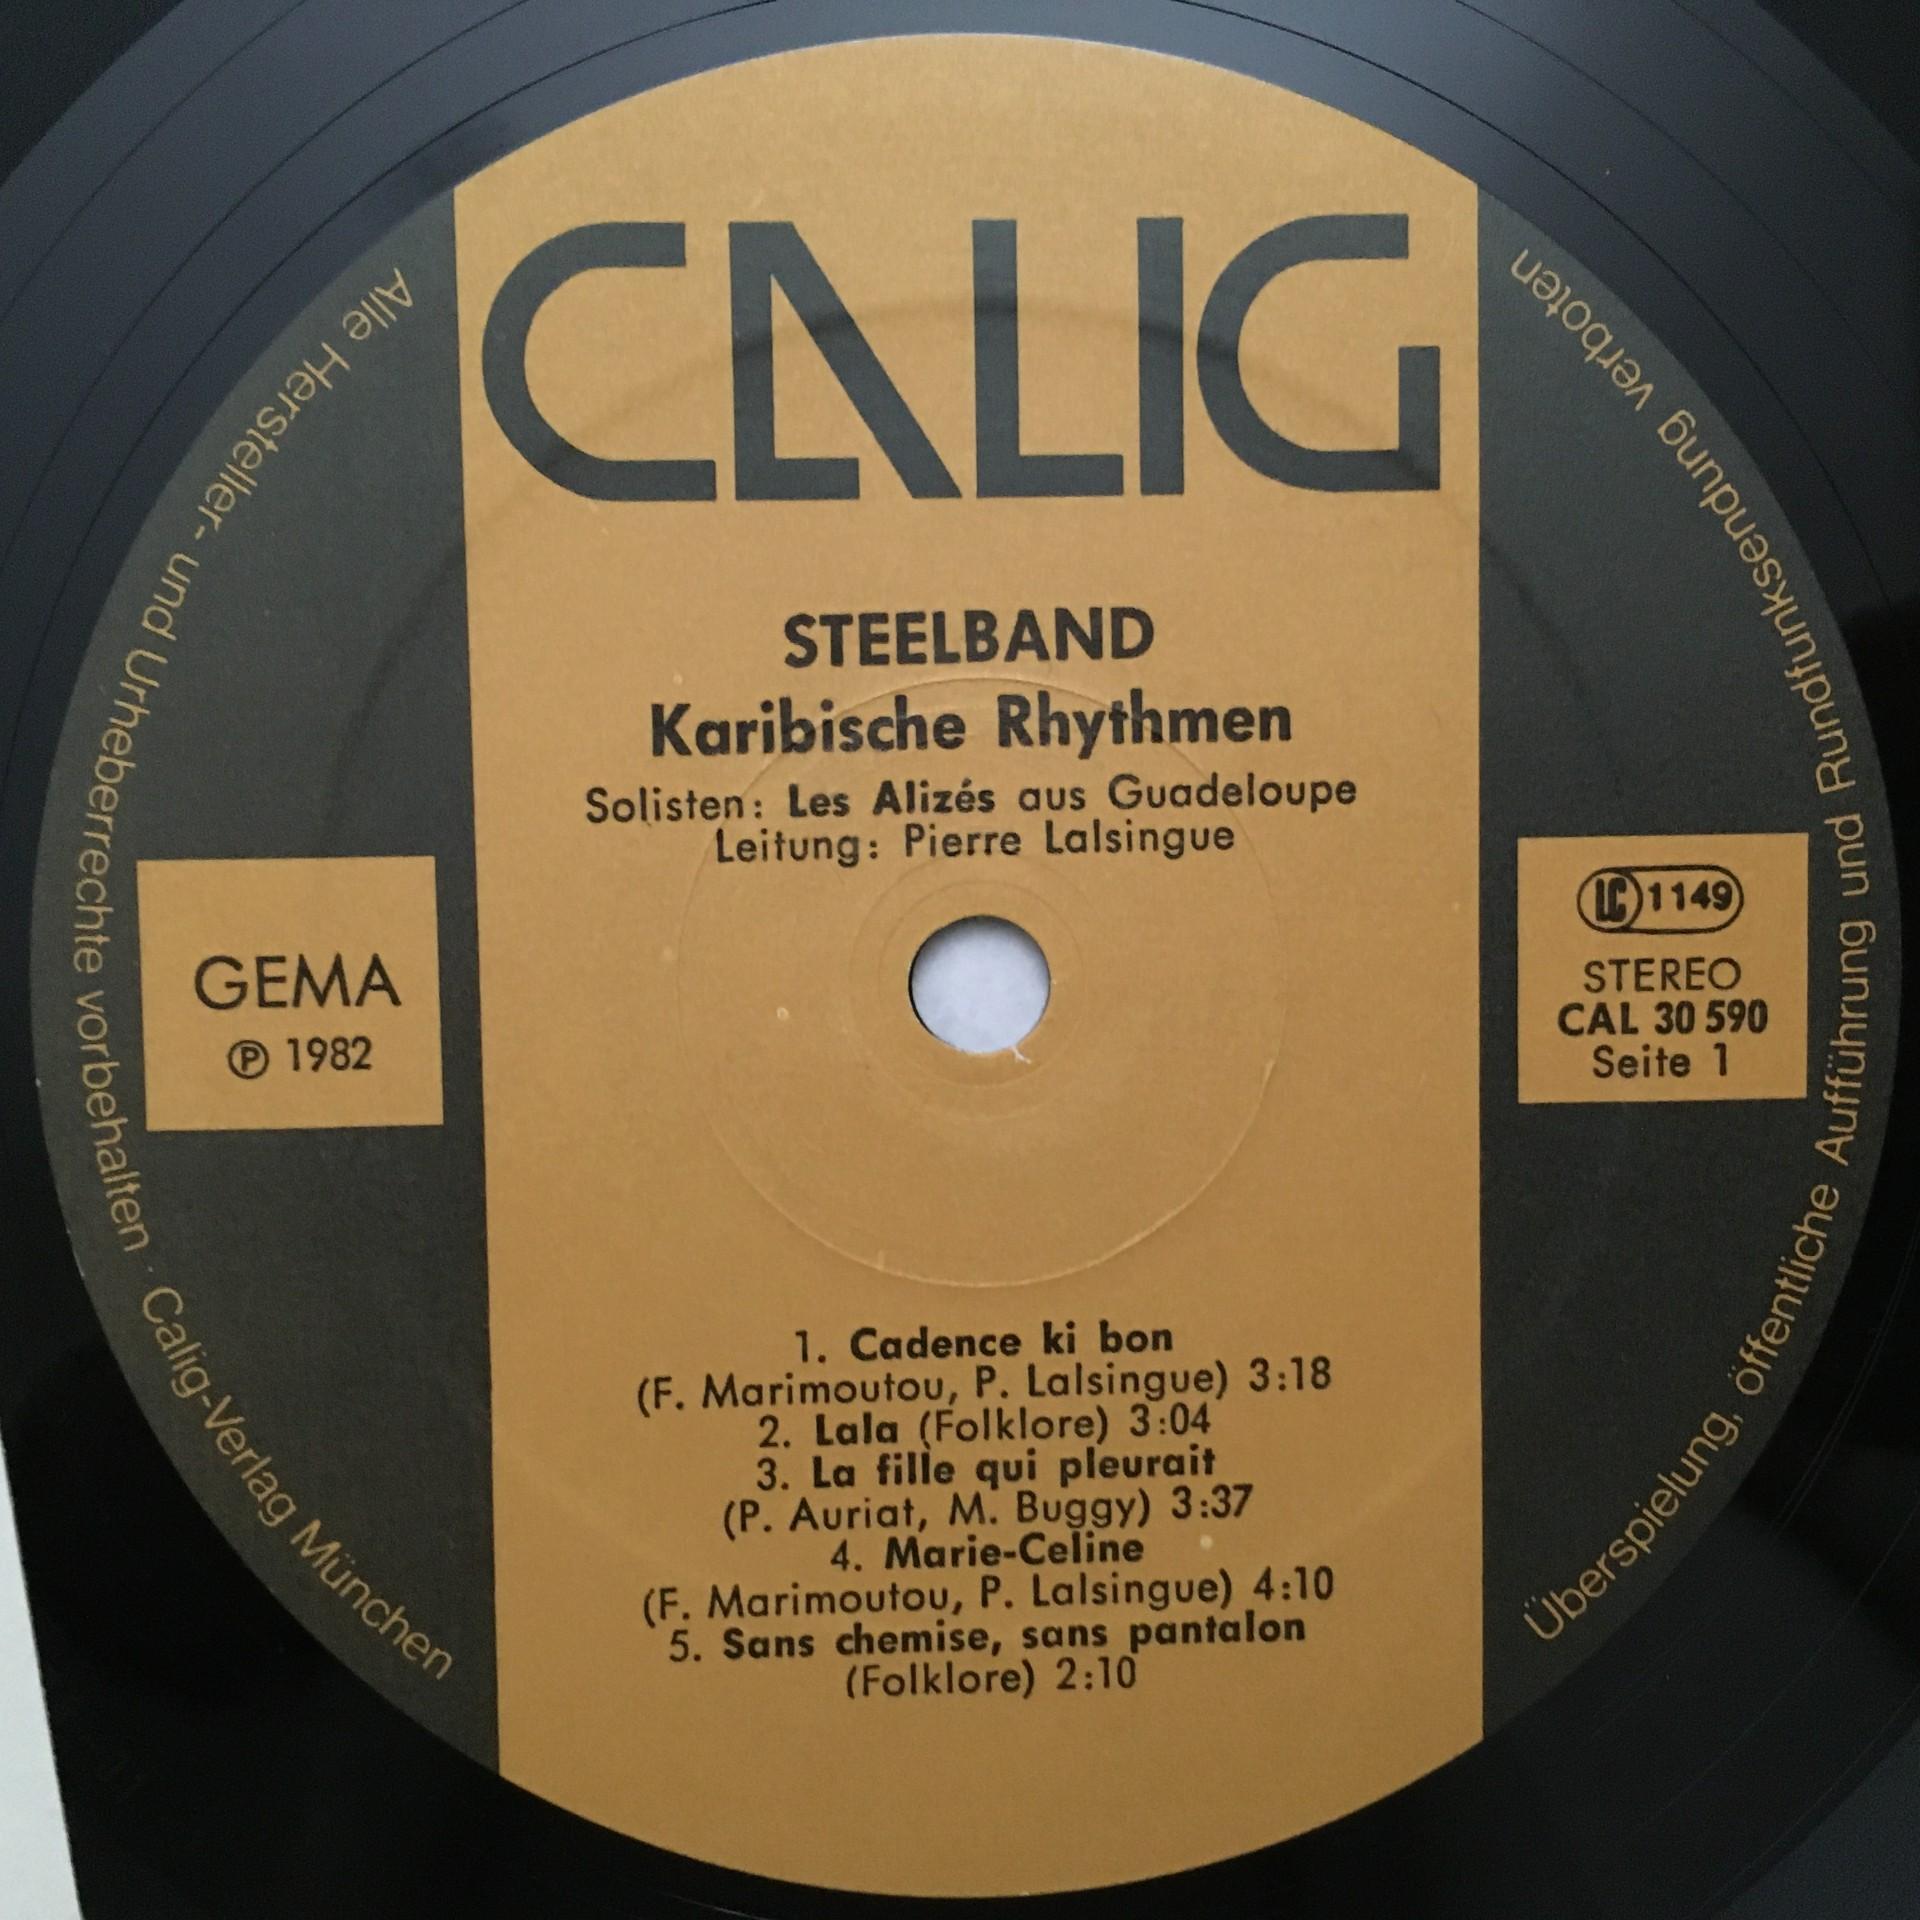 CALIG
STEELBAND
Karibische Rhythmen
Solisten: Les Alizés aus Guadeloupe
Leitung: Pierre Lalsingue
GEMA
Ⓟ 1982
LC 1149
STEREO
CAL 30 590
Seite 1
1. Cadence ki bon
(F. Marimoutou, P. Lalsingue) 3:18
2. Lala (Folklore) 3:04
3. La fille qui pleurait
(P. Auriat, M. Buggy) 3:37
4. Marie-Celine
(F. Marimoutou, P. Lalsingue) 4:10
5. Sans chemise, sans pantalon
(Folklore) 2:10
Alle Hersteller- und Urheberrechte vorbehalten · Calig-Verlag München
Überspielung, öffentliche Aufführung und Rundfunksendung verboten